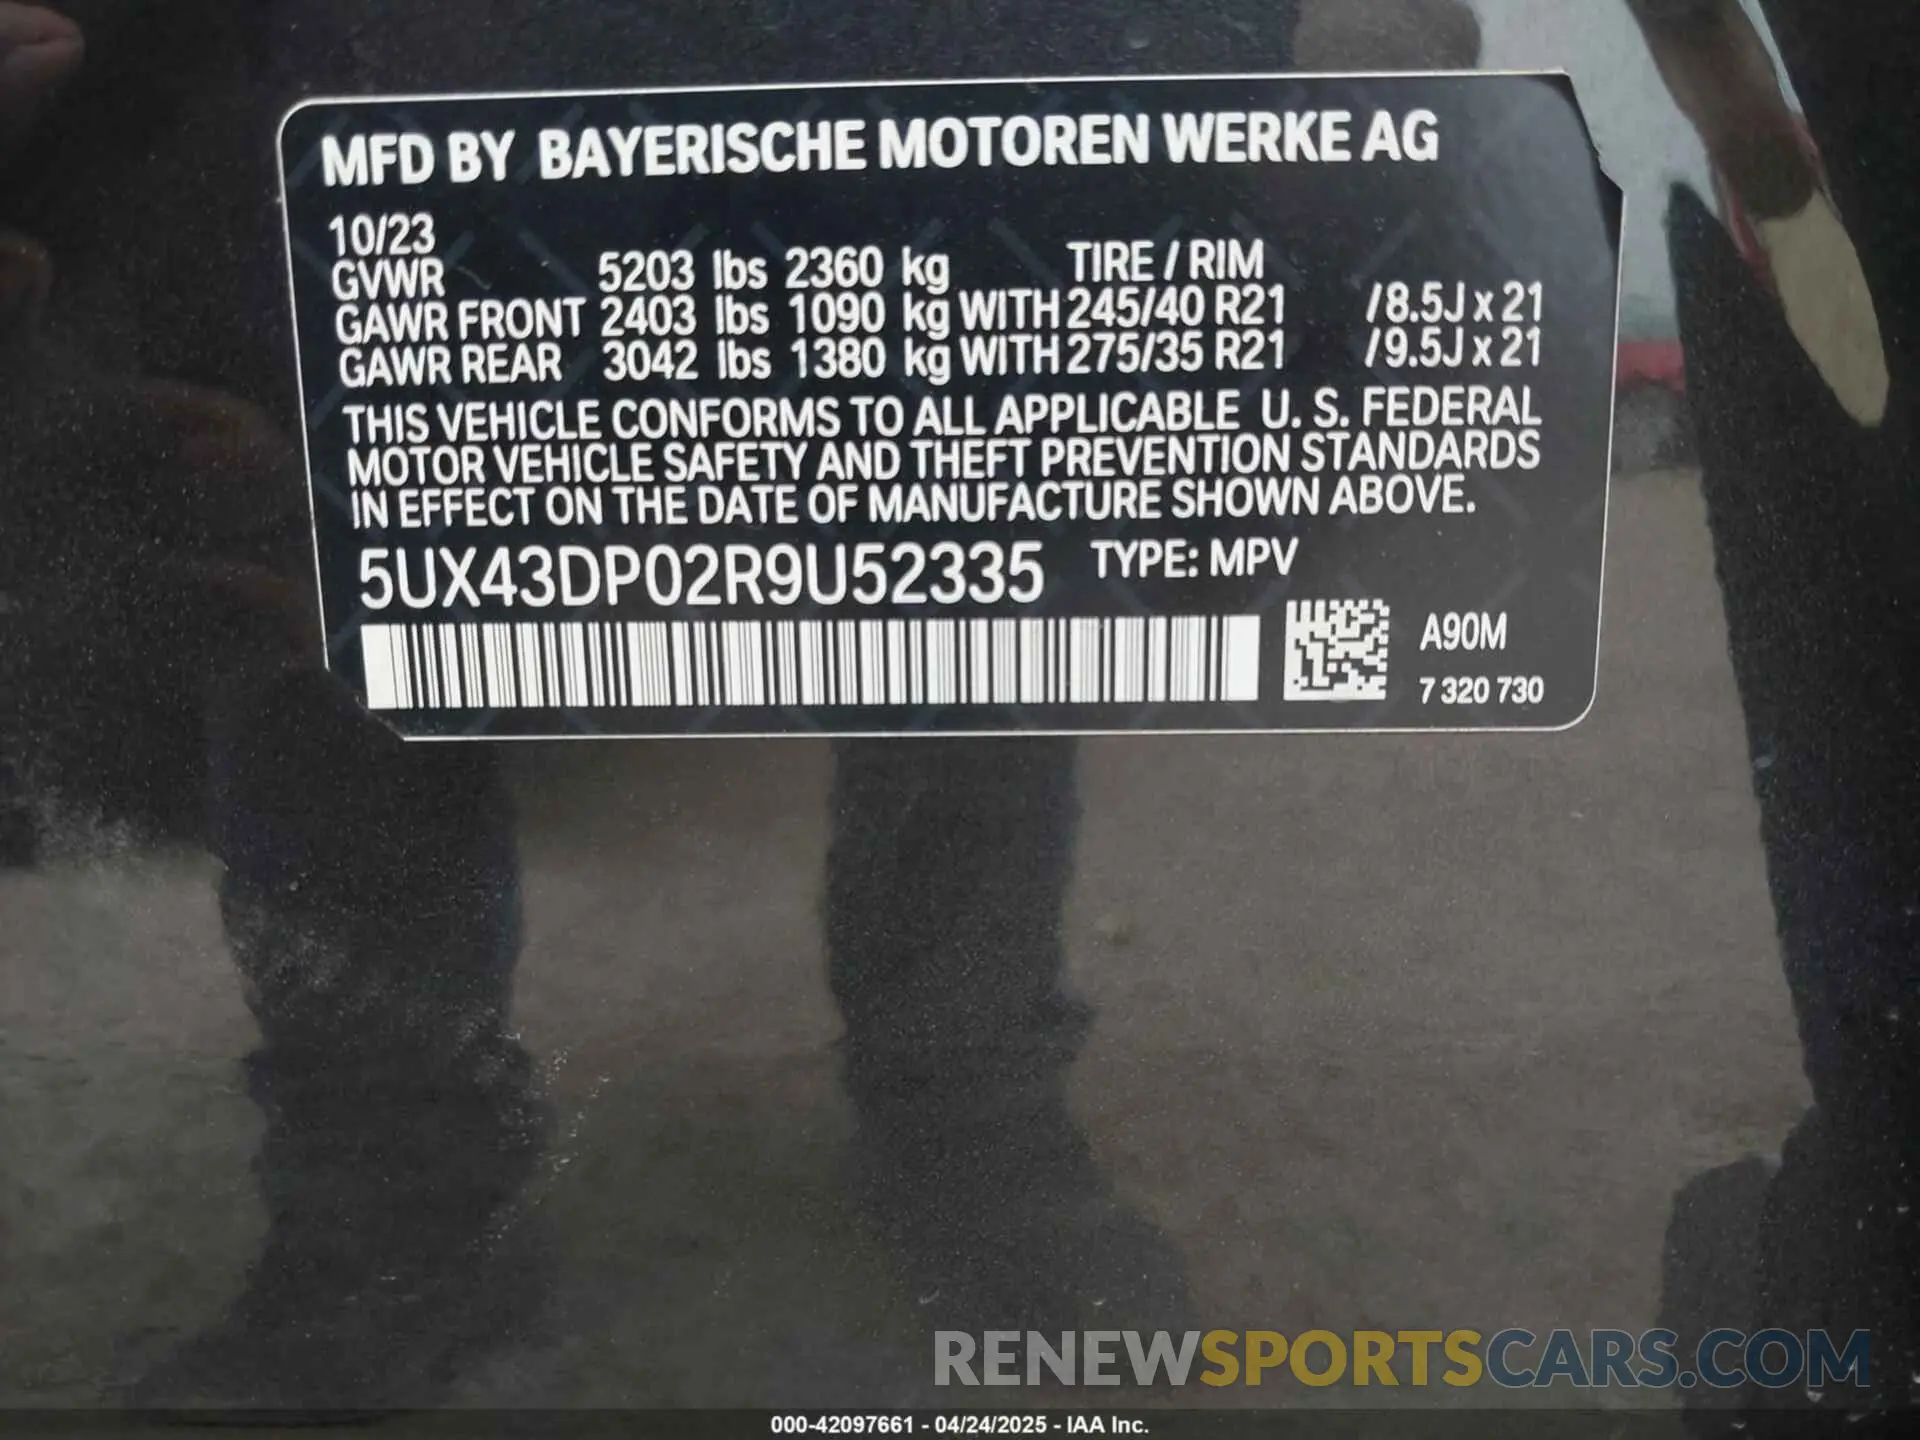 MFD BY BAYERISCHE MOTOREN WERKE AG
10/23
GVWR 5203 lbs 2360 kg TIRE / RIM
GAWR FRONT 2403 lbs 1090 kg WITH 245/40 R21 /8.5J x 21
GAWR REAR 3042 lbs 1380 kg WITH 275/35 R21 /9.5J x 21
THIS VEHICLE CONFORMS TO ALL APPLICABLE U. S. FEDERAL
MOTOR VEHICLE SAFETY AND THEFT PREVENTION STANDARDS
IN EFFECT ON THE DATE OF MANUFACTURE SHOWN ABOVE.
5UX43DP02R9U52335 TYPE: MPV
A90M
7 320 730
RENEWSPORTSCARS.COM
000-42097661 - 04/24/2025 - IAA Inc.